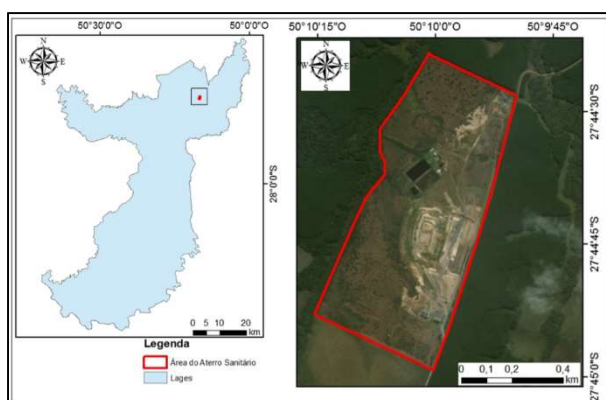 50°30'0"O 50°0'0"O
N
W E
S
28°0'0"S
0 5 10 20
km
Legenda
Área do Aterro Sanitário
Lages
50°10'15"O 50°10'0"O 50°9'45"O
N
W E
S
27°44'30"S
27°44'45"S
27°45'0"S
0 0,1 0,2 0,4
km